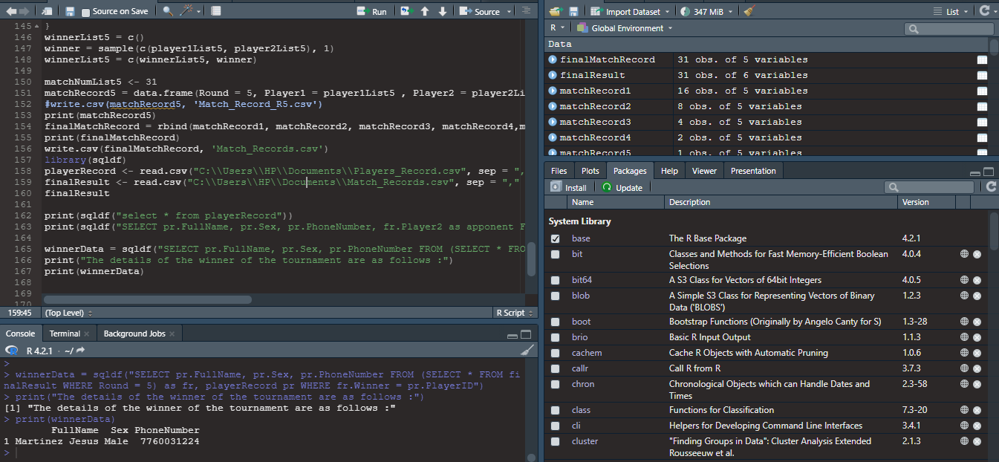 Source on Save
Run
Source
145 }
146 winnerList5 = c()
147 winner = sample(c(player1List5, player2List5), 1)
148 winnerList5 = c(winnerList5, winner)
149
150 matchNumList5 <- 31
151 matchRecord5 = data.frame(Round = 5, Player1 = player1List5 , Player2 = player2Li
152 #write.csv(matchRecord5, 'Match_Record_R5.csv')
153 print(matchRecord5)
154 finalMatchRecord = rbind(matchRecord1, matchRecord2, matchRecord3, matchRecord4,m
155 print(finalMatchRecord)
156 write.csv(finalMatchRecord, 'Match_Records.csv')
157 library(sqldf)
158 playerRecord <- read.csv("C:\\Users\\HP\\Documents\\Players_Record.csv", sep = ",
159 finalResult <- read.csv("C:\\Users\\HP\\Documents\\Match_Records.csv", sep = ","
160 finalResult
161
162 print(sqldf("select * from playerRecord"))
163 print(sqldf("SELECT pr.FullName, pr.Sex, pr.PhoneNumber, fr.Player2 as apponent F
164
165 winnerData = sqldf("SELECT pr.FullName, pr.Sex, pr.PhoneNumber FROM (SELECT * FRO
166 print("The details of the winner of the tournament are as follows :")
167 print(winnerData)
168
169
170
159:45 (Top Level) R Script
Console Terminal Background Jobs
R 4.2.1 · ~/
>
> winnerData = sqldf("SELECT pr.FullName, pr.Sex, pr.PhoneNumber FROM (SELECT * FROM fi
nalResult WHERE Round = 5) as fr, playerRecord pr WHERE fr.Winner = pr.PlayerID")
> print("The details of the winner of the tournament are as follows :")
[1] "The details of the winner of the tournament are as follows :"
> print(winnerData)
FullName Sex PhoneNumber
1 Martinez Jesus Male 7760031224
>
Import Dataset 347 MiB List
R Global Environment
Data
finalMatchRecord 31 obs. of 5 variables
finalResult 31 obs. of 6 variables
matchRecord1 16 obs. of 5 variables
matchRecord2 8 obs. of 5 variables
matchRecord3 4 obs. of 5 variables
matchRecord4 2 obs. of 5 variables
matchRecord5 1 obs. of 5 variables
Files Plots Packages Help Viewer Presentation
Install Update
Name Description Version
System Library
base The R Base Package 4.2.1
bit Classes and Methods for Fast Memory-Efficient Boolean 4.0.4
Selections
bit64 A S3 Class for Vectors of 64bit Integers 4.0.5
blob A Simple S3 Class for Representing Vectors of Binary 1.2.3
Data ('BLOBS')
boot Bootstrap Functions (Originally by Angelo Canty for S) 1.3-28
brio Basic R Input Output 1.1.3
cachem Cache R Objects with Automatic Pruning 1.0.6
callr Call R from R 3.7.3
chron Chronological Objects which can Handle Dates and 2.3-58
Times
class Functions for Classification 7.3-20
cli Helpers for Developing Command Line Interfaces 3.4.1
cluster "Finding Groups in Data": Cluster Analysis Extended 2.1.3
Rousseeuw et al.